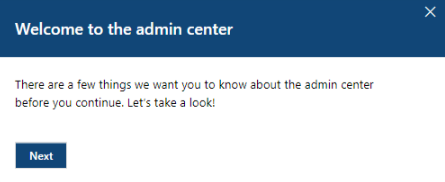 Welcome to the admin center
There are a few things we want you to know about the admin center
before you continue. Let's take a look!
Next